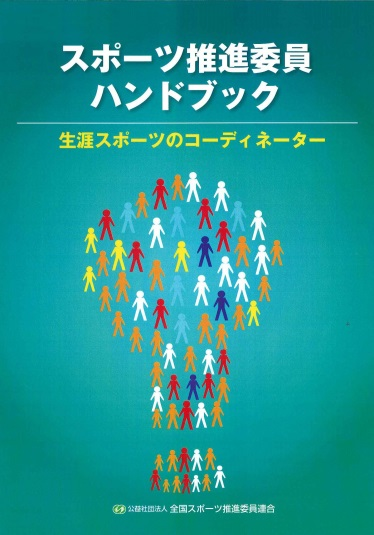 スポーツ推進委員
ハンドブック
生涯スポーツのコーディネーター
公益社団法人 全国スポーツ推進委員連合